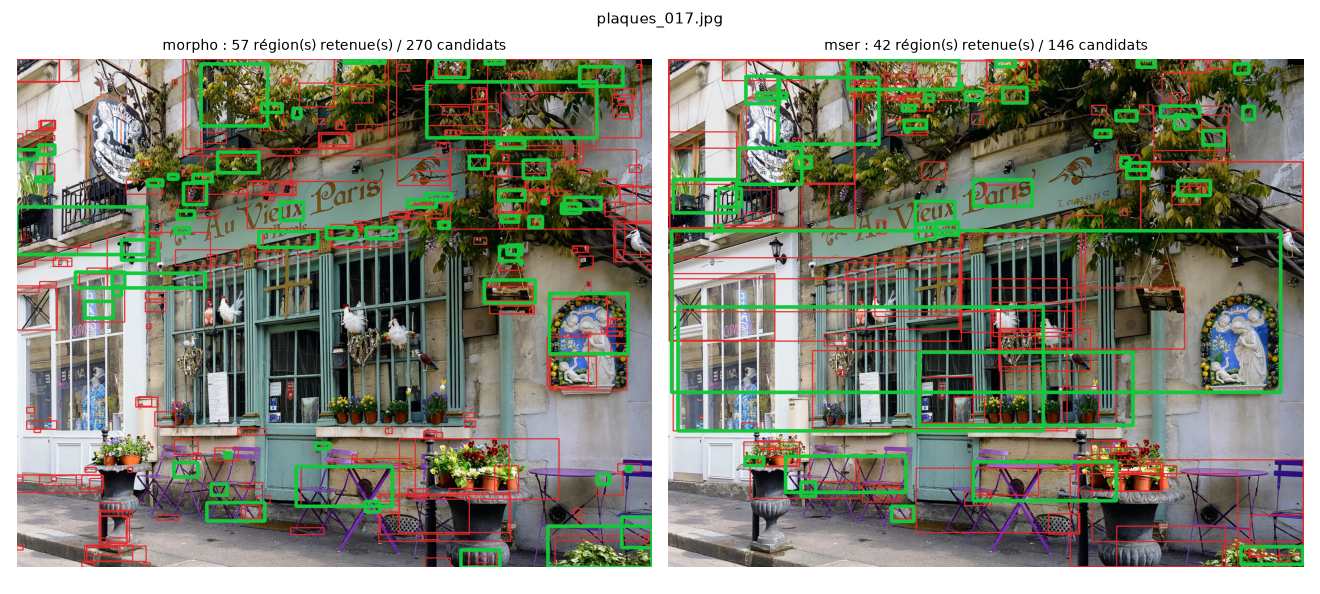 plaques_017.jpg
morpho : 57 région(s) retenue(s) / 270 candidats
mser : 42 région(s) retenue(s) / 146 candidats
Au Vieux Paris
Au Vieux Paris